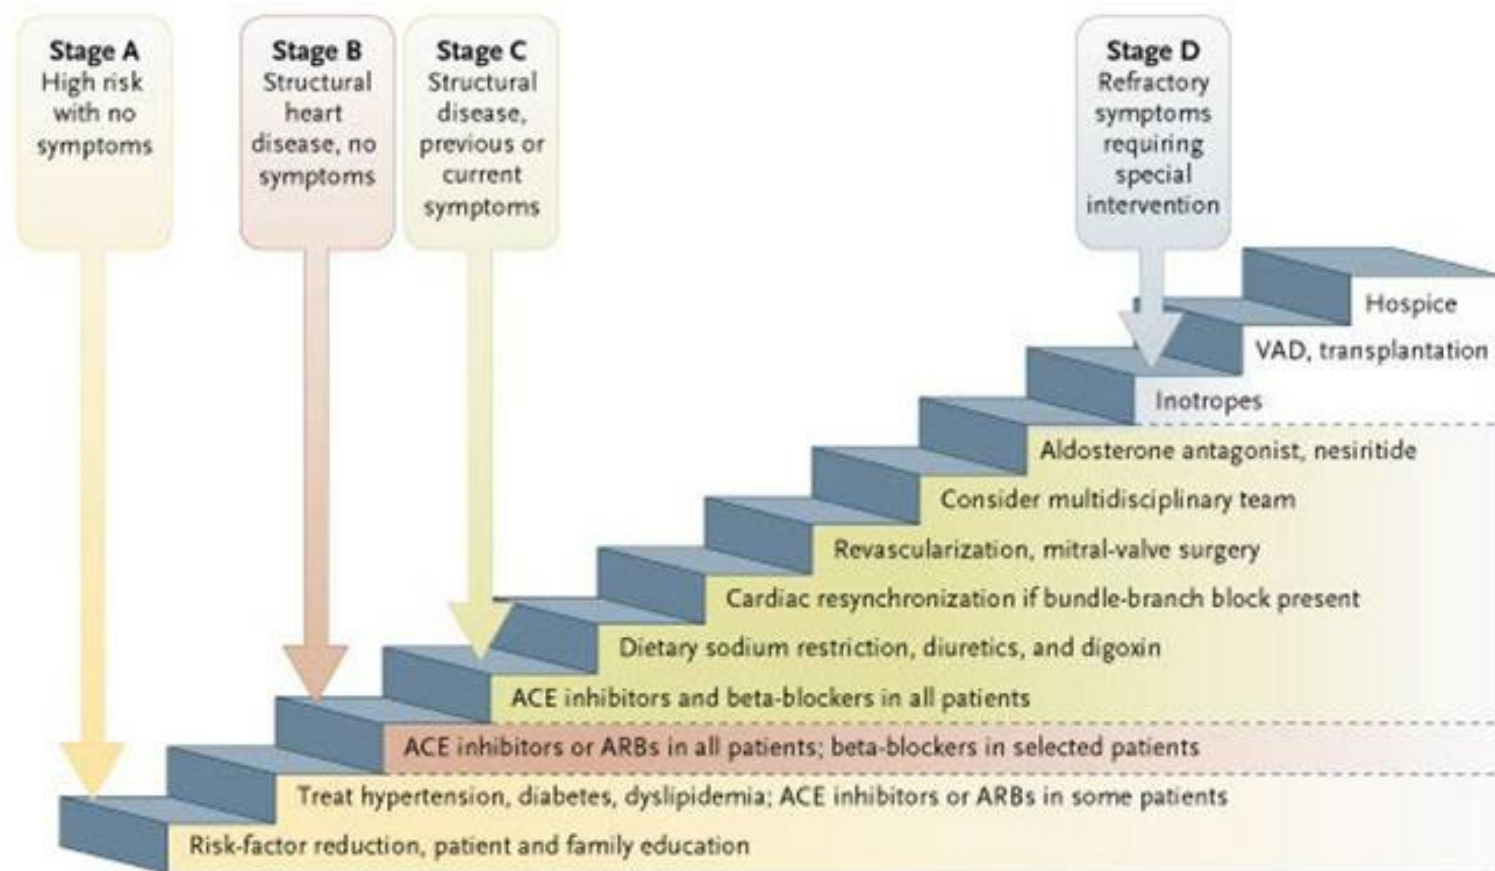 Stage A
High risk
with no
symptoms
Stage B
Structural
heart
disease, no
symptoms
Stage C
Structural
disease,
previous or
current
symptoms
Stage D
Refractory
symptoms
requiring
special
intervention
Hospice
VAD, transplantation
Inotropes
Aldosterone antagonist, nesiritide
Consider multidisciplinary team
Revascularization, mitral-valve surgery
Cardiac resynchronization if bundle-branch block present
Dietary sodium restriction, diuretics, and digoxin
ACE inhibitors and beta-blockers in all patients
ACE inhibitors or ARBs in all patients; beta-blockers in selected patients
Treat hypertension, diabetes, dyslipidemia; ACE inhibitors or ARBs in some patients
Risk-factor reduction, patient and family education